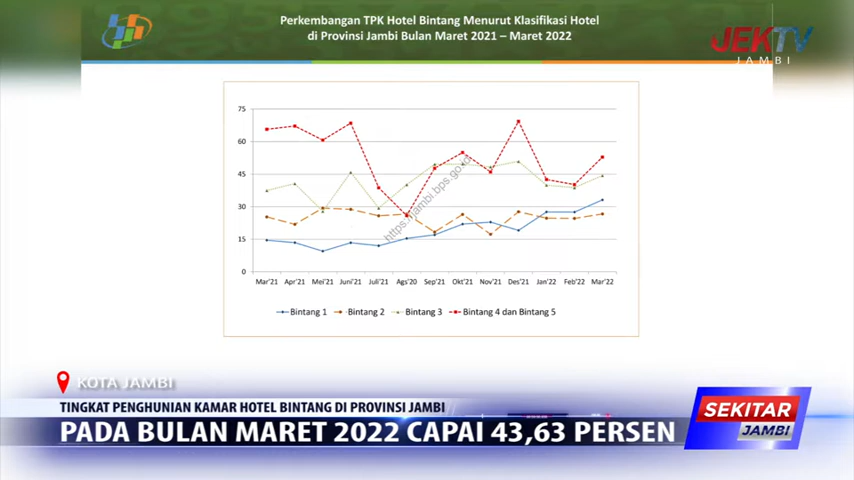 Perkembangan TPK Hotel Bintang Menurut Klasifikasi Hotel
di Provinsi Jambi Bulan Maret 2021 – Maret 2022
JEKTV
JAMBI
75
60
45
30
15
0
https://jambi.bps.go.id
Mar'21 Apr'21 Mei'21 Juni'21 Juli'21 Ags'20 Sep'21 Okt'21 Nov'21 Des'21 Jan'22 Feb'22 Mar'22
Bintang 1 Bintang 2 Bintang 3 Bintang 4 dan Bintang 5
KOTA JAMBI
TINGKAT PENGHUNIAN KAMAR HOTEL BINTANG DI PROVINSI JAMBI
PADA BULAN MARET 2022 CAPAI 43,63 PERSEN
SEKITAR
JAMBI